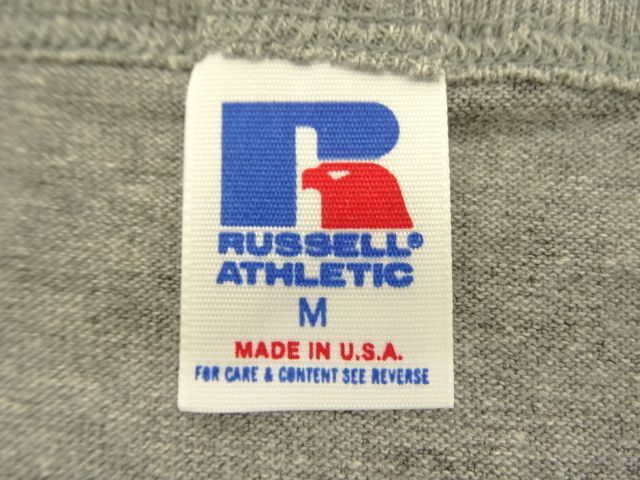 R
RUSSELL®
ATHLETIC
M
MADE IN U.S.A.
FOR CARE & CONTENT SEE REVERSE